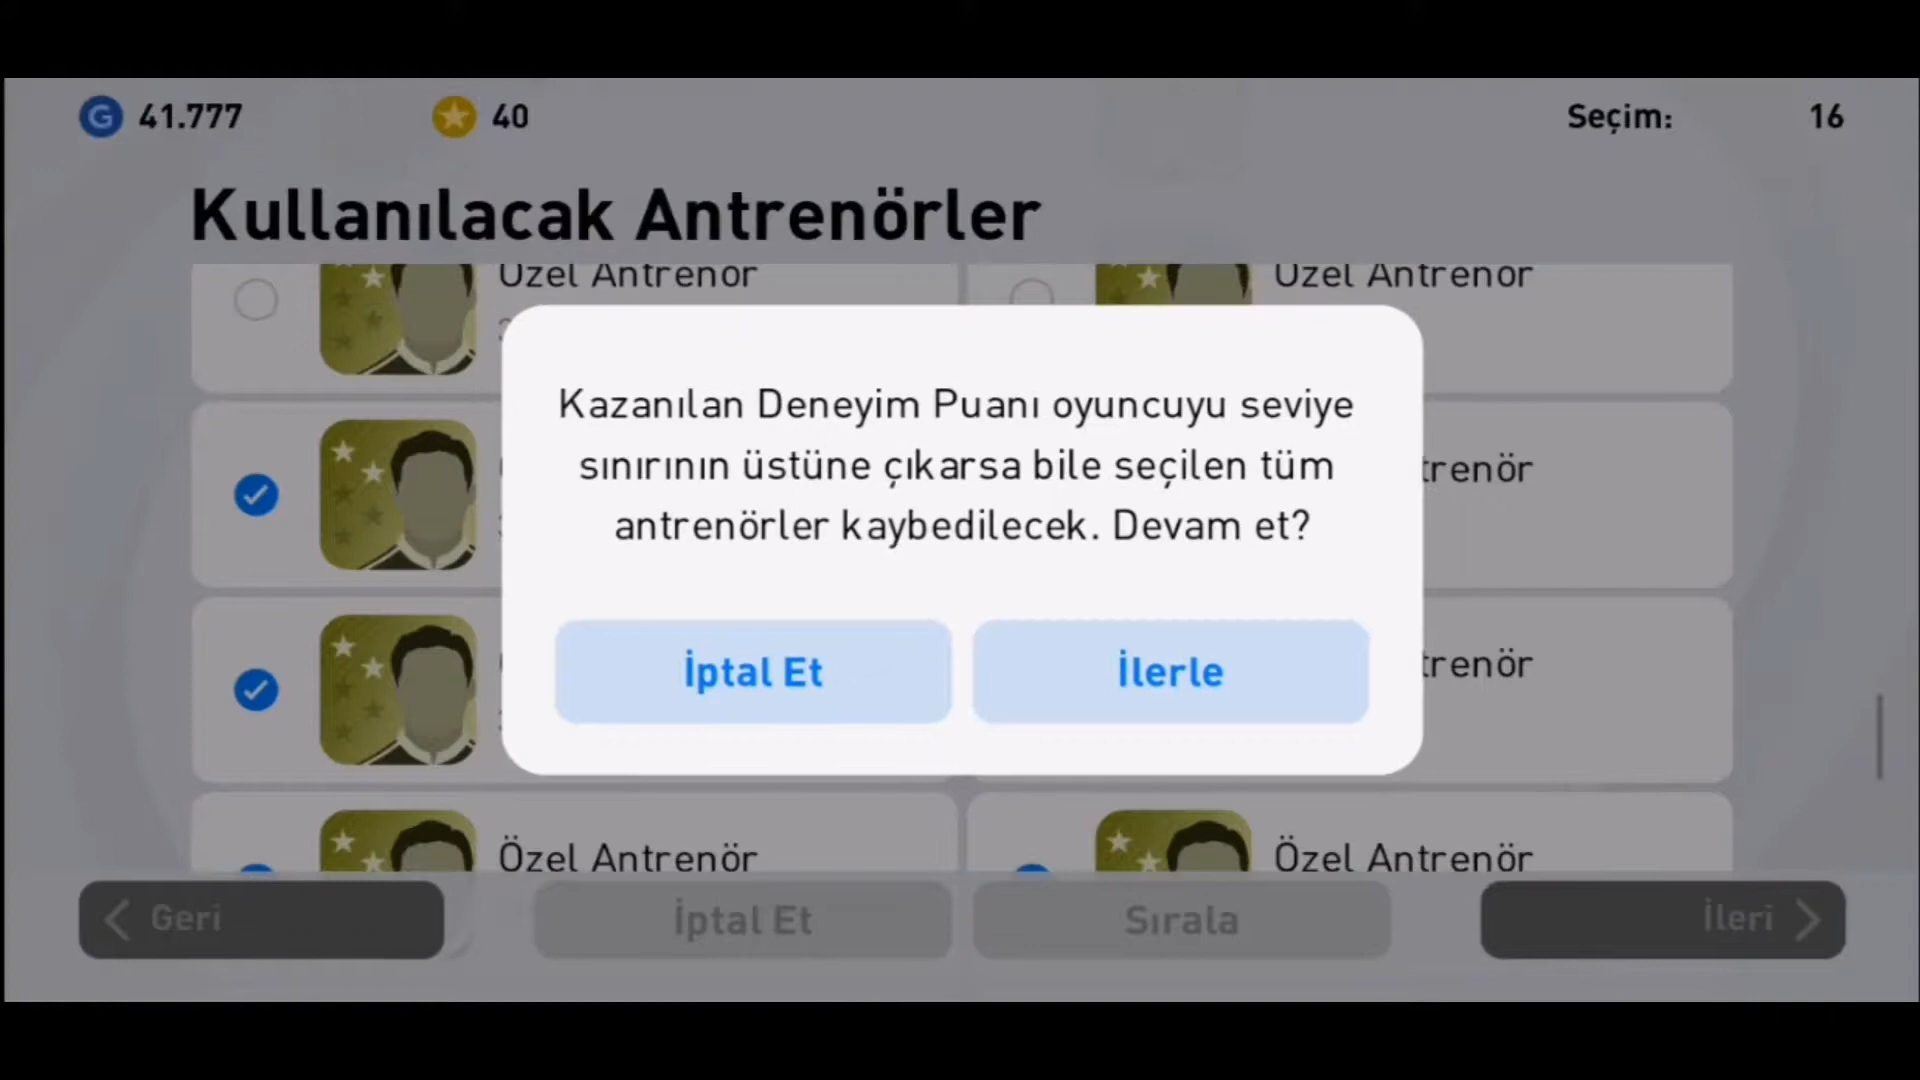 G 41.777
40
Seçim: 16
Kullanılacak Antrenörler
Özel Antrenör
Özel Antrenör
Kazanılan Deneyim Puanı oyuncuyu seviye
sınırının üstüne çıkarsa bile seçilen tüm
antrenörler kaybedilecek. Devam et?
trenör
İptal Et
İlerle
trenör
Özel Antrenör
Özel Antrenör
Geri
İptal Et
Sırala
İleri